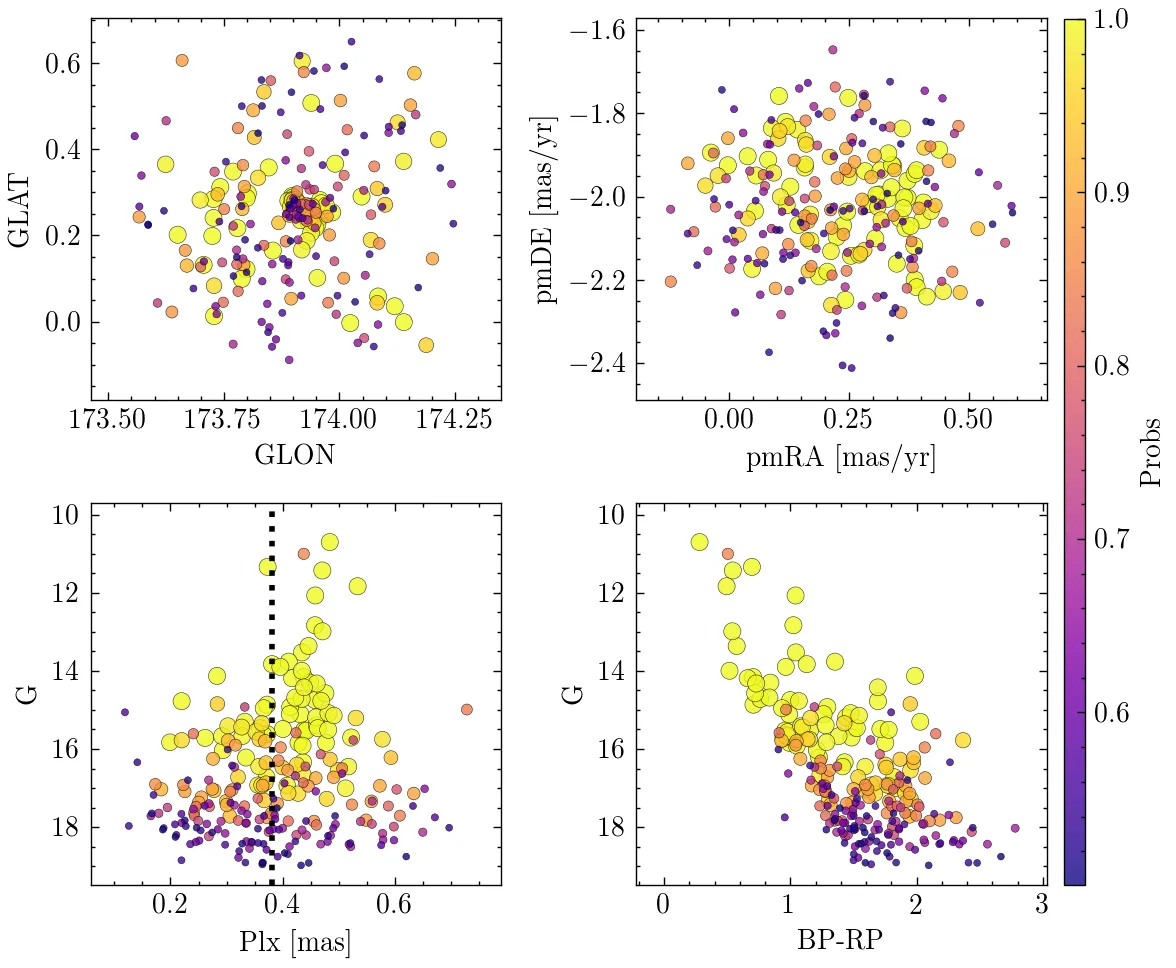 0.6
0.4
0.2
0.0
GLAT
173.50 173.75 174.00 174.25
GLON
−1.6
−1.8
−2.0
−2.2
−2.4
pmDE [mas/yr]
0.00 0.25 0.50
pmRA [mas/yr]
1.0
0.9
0.8
0.7
0.6
Probs
10
12
14
16
18
G
0.2 0.4 0.6
Plx [mas]
10
12
14
16
18
G
0 1 2 3
BP-RP